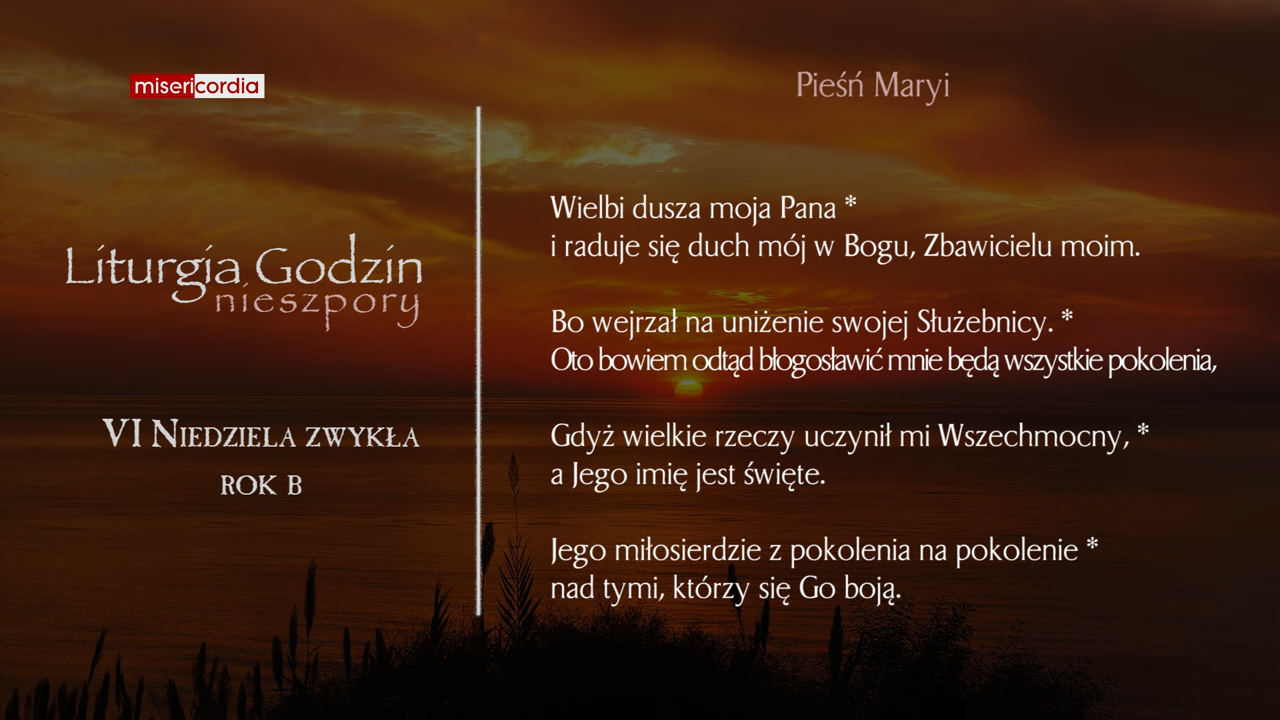 misericordia
Liturgia Godzin
nieszpory
VI Niedziela zwykła
rok B
Pieśń Maryi
Wielbi dusza moja Pana *
i raduje się duch mój w Bogu, Zbawicielu moim.
Bo wejrzał na uniżenie swojej Służebnicy. *
Oto bowiem odtąd błogosławić mnie będą wszystkie pokolenia,
Gdyż wielkie rzeczy uczynił mi Wszechmocny, *
a Jego imię jest święte.
Jego miłosierdzie z pokolenia na pokolenie *
nad tymi, którzy się Go boją.